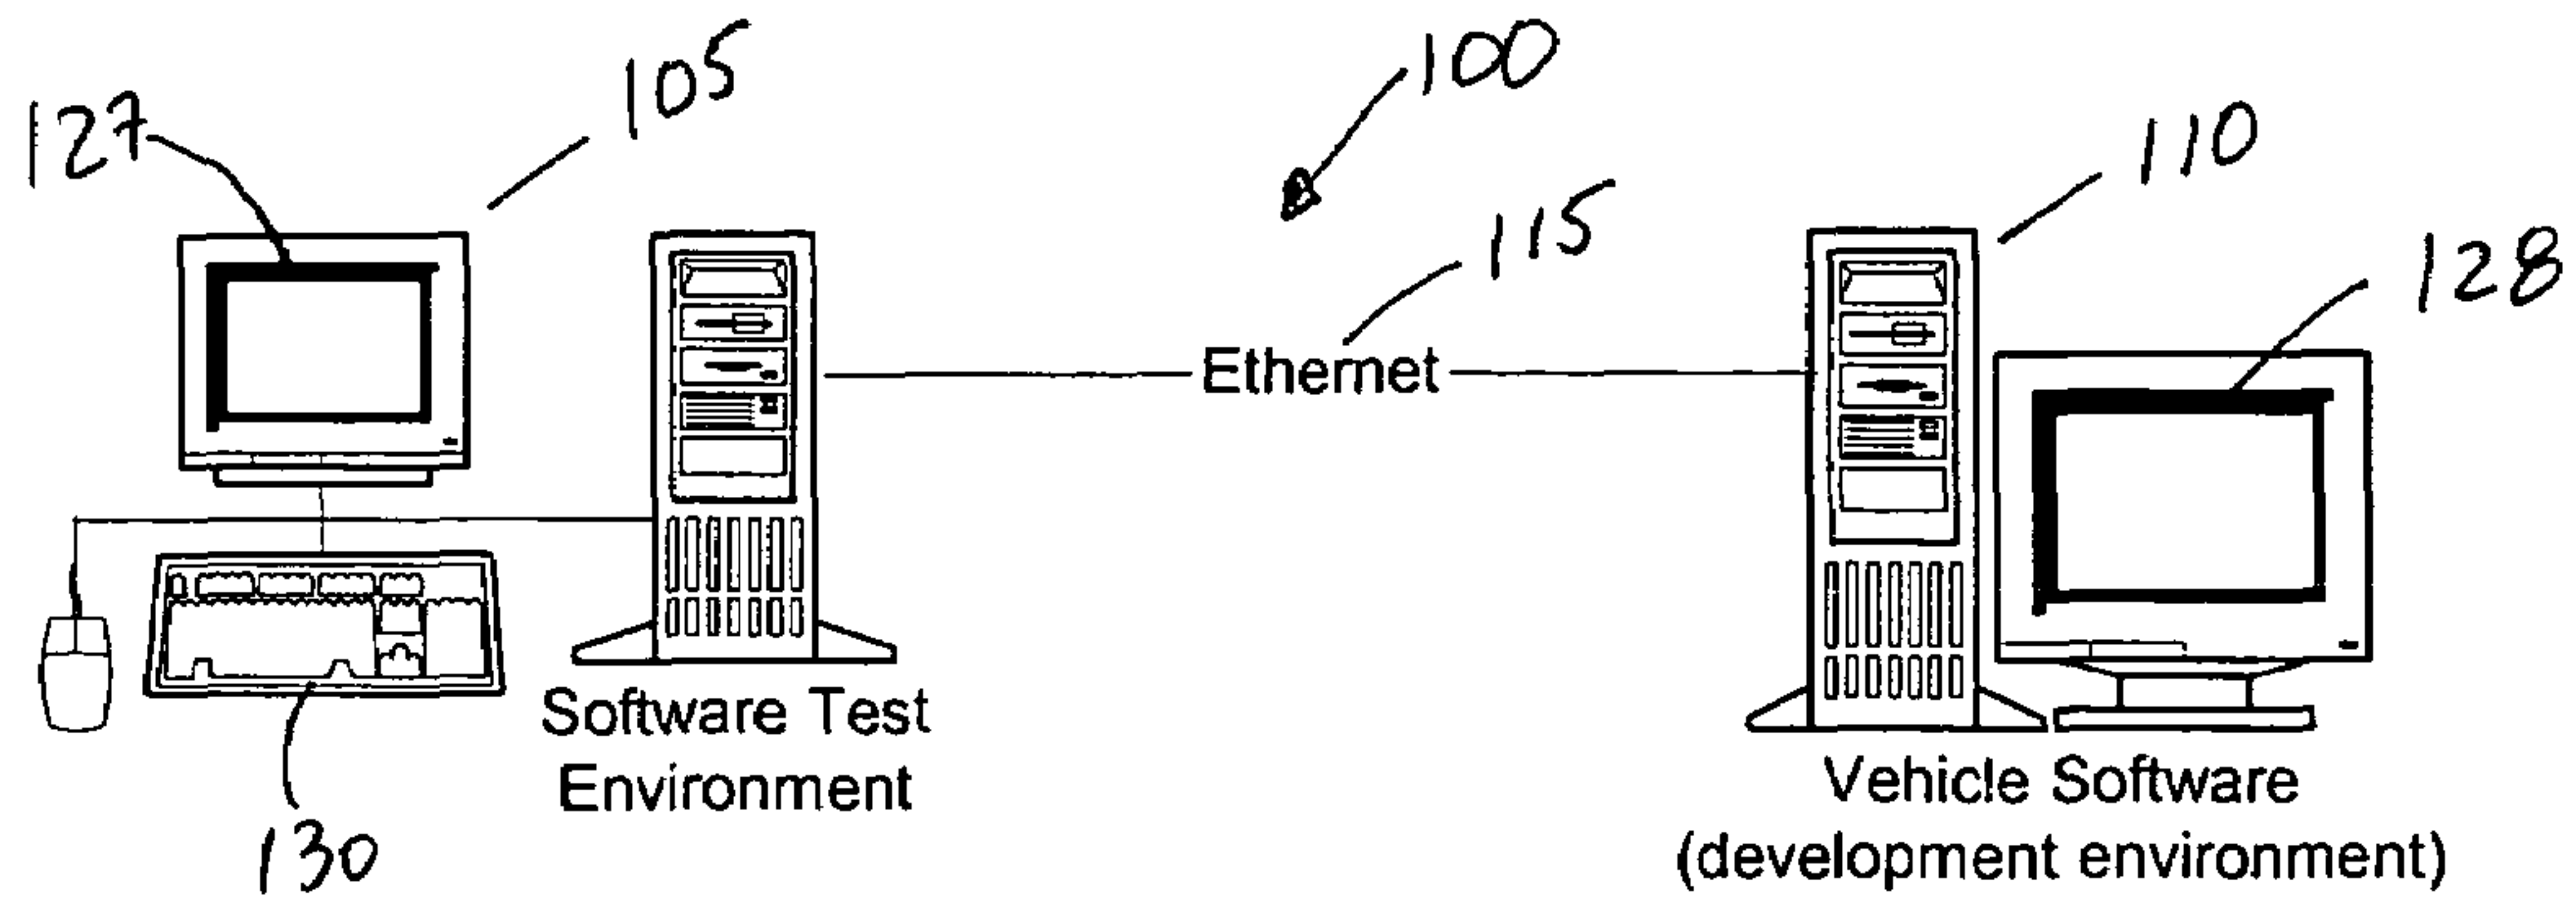 100
105
127
110
115
128
Ethernet
Software Test
Environment
130
Vehicle Software
(development environment)